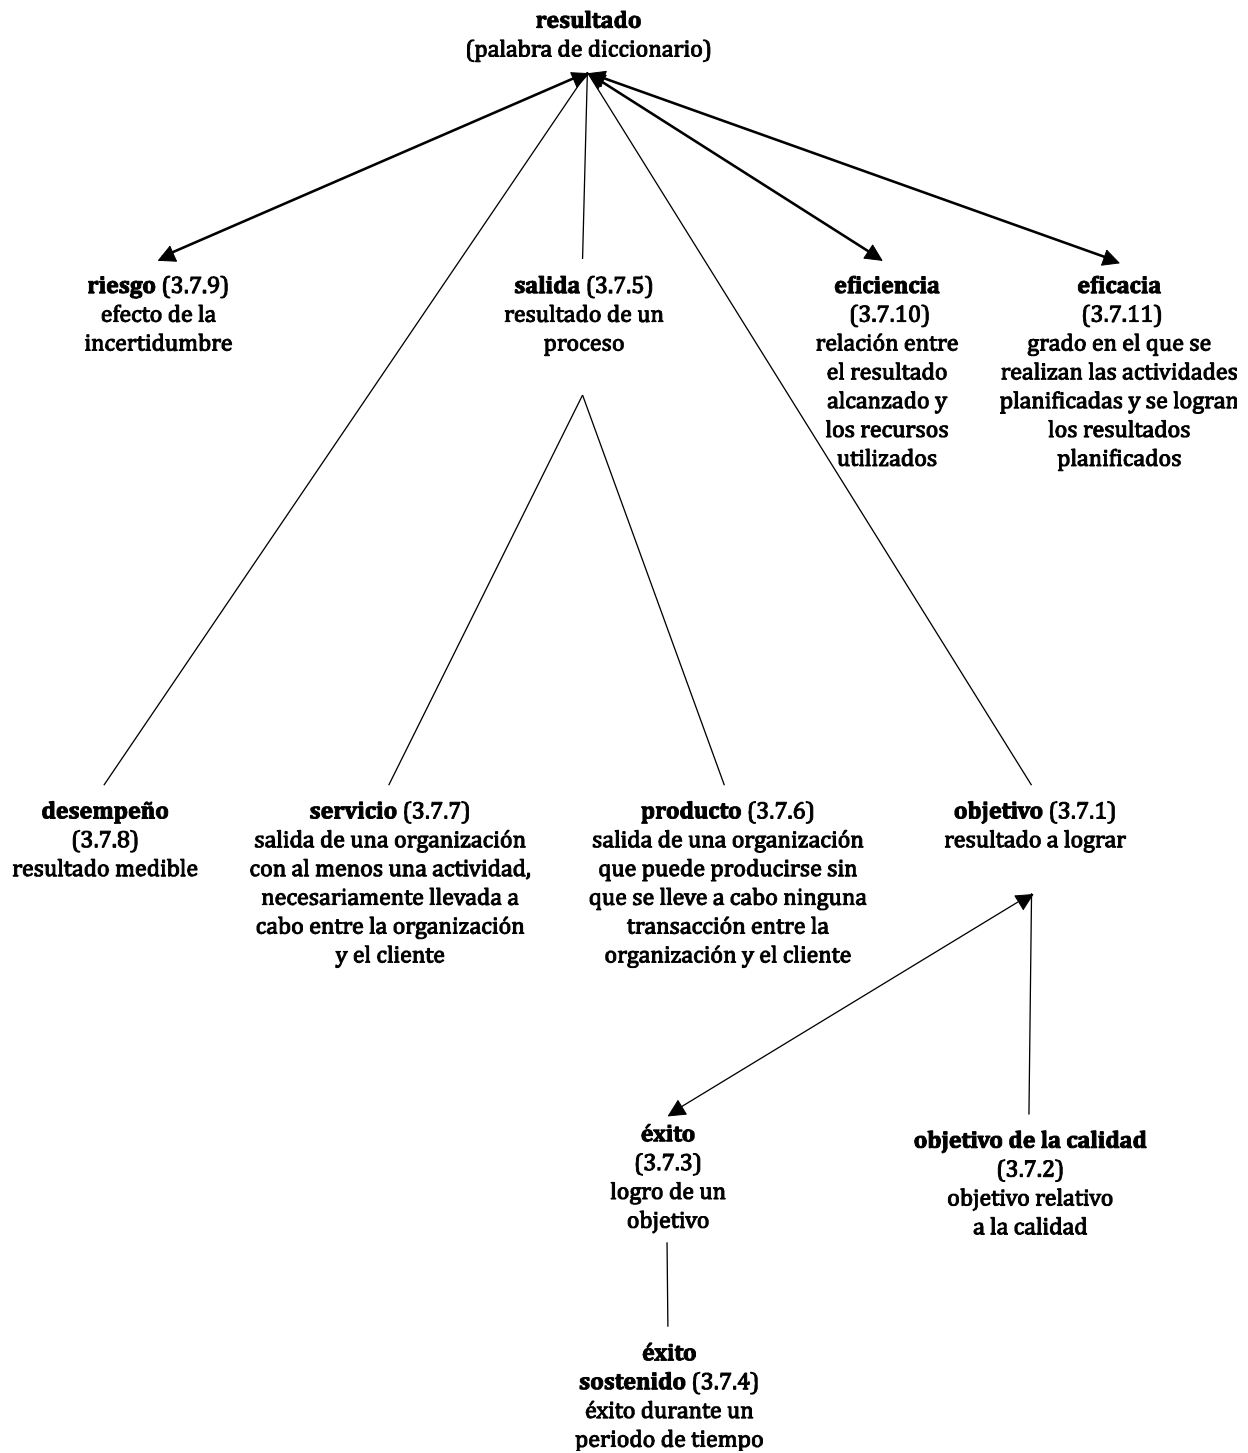 resultado
(palabra de diccionario)
riesgo (3.7.9)
efecto de la
incertidumbre
salida (3.7.5)
resultado de un
proceso
eficiencia
(3.7.10)
relación entre
el resultado
alcanzado y
los recursos
utilizados
eficacia
(3.7.11)
grado en el que se
realizan las actividades
planificadas y se logran
los resultados
planificados
desempeño
(3.7.8)
resultado medible
servicio (3.7.7)
salida de una organización
con al menos una actividad,
necesariamente llevada a
cabo entre la organización
y el cliente
producto (3.7.6)
salida de una organización
que puede producirse sin
que se lleve a cabo ninguna
transacción entre la
organización y el cliente
objetivo (3.7.1)
resultado a lograr
éxito
(3.7.3)
logro de un
objetivo
objetivo de la calidad
(3.7.2)
objetivo relativo
a la calidad
éxito
sostenido (3.7.4)
éxito durante un
periodo de tiempo